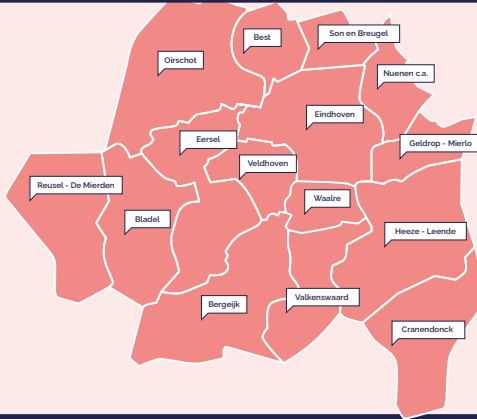 Best
Son en Breugel
Oirschot
Nuenen c.a.
Eindhoven
Eersel
Geldrop - Mierlo
Veldhoven
Reusel - De Mierden
Waalre
Bladel
Heeze - Leende
Valkenswaard
Bergeijk
Cranendonck